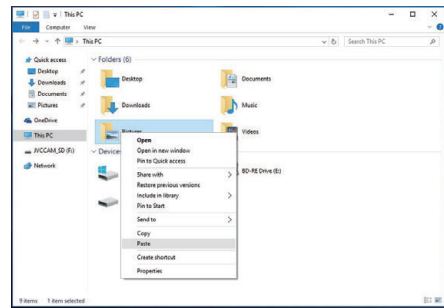 This PC
File Computer View
This PC
Search This PC
Quick access
Desktop
Downloads
Documents
Pictures
OneDrive
This PC
JVCCAM_SD (F:)
Network
Folders (6)
Desktop
Documents
Downloads
Music
Pictures
Videos
Devices
BD-RE Drive (E:)
Open
Open in new window
Pin to Quick access
Share with
Restore previous versions
Include in library
Pin to Start
Send to
Copy
Paste
Create shortcut
Properties
9 items 1 item selected